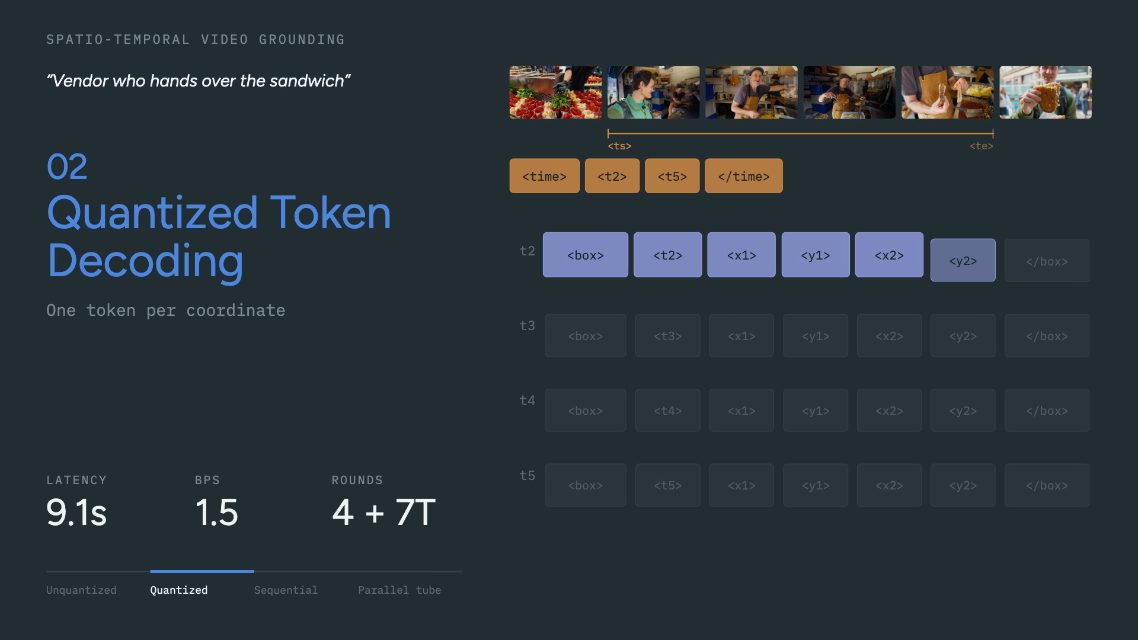 SPATIO-TEMPORAL VIDEO GROUNDING
“Vendor who hands over the sandwich”
02
Quantized Token
Decoding
One token per coordinate
LATENCY BPS ROUNDS
9.1s 1.5 4 + 7T
Unquantized Quantized Sequential Parallel tube
<ts> <te>
<time> <t2> <t5> </time>
t2 <box> <t2> <x1> <y1> <x2> <y2> </box>
t3 <box> <t3> <x1> <y1> <x2> <y2> </box>
t4 <box> <t4> <x1> <y1> <x2> <y2> </box>
t5 <box> <t5> <x1> <y1> <x2> <y2> </box>